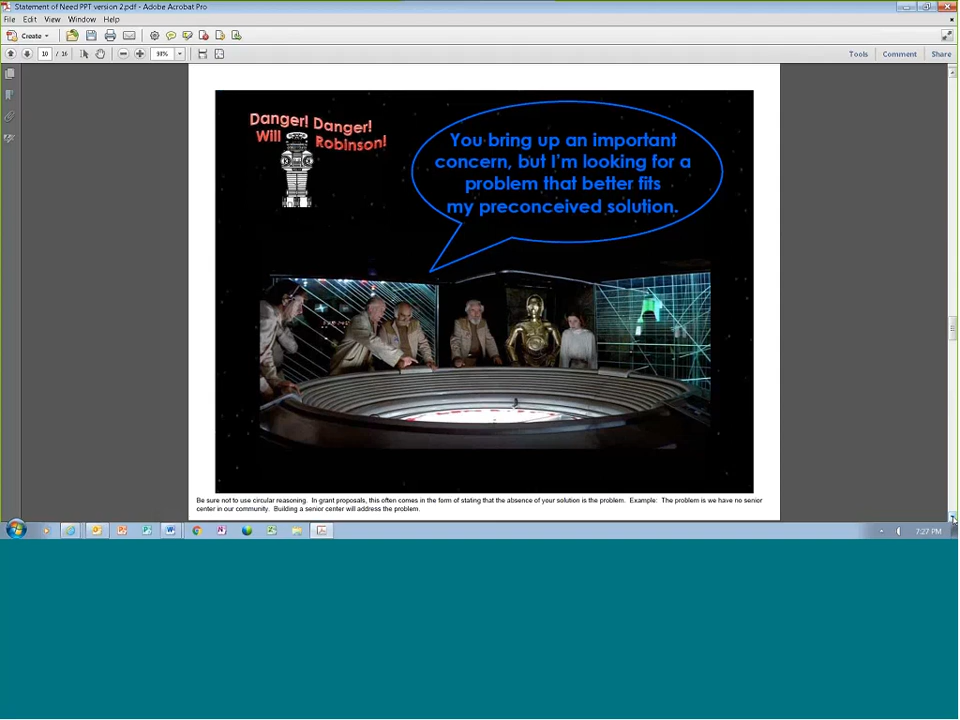 Statement of Need PPT version 2.pdf - Adobe Acrobat Pro
File Edit View Window Help
Create
10 / 16
98%
Tools Comment Share
Danger! Danger!
Will Robinson!
You bring up an important
concern, but I'm looking for a
problem that better fits
my preconceived solution.
Be sure not to use circular reasoning. In grant proposals, this often comes in the form of stating that the absence of your solution is the problem. Example: The problem is we have no senior
center in our community. Building a senior center will address the problem.
7:27 PM